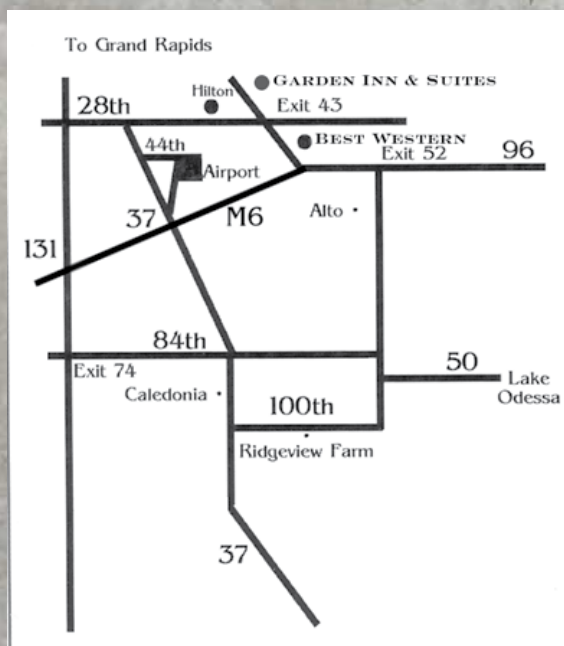 To Grand Rapids
GARDEN INN & SUITES
Hilton
28th
Exit 43
BEST WESTERN
44th
Exit 52
96
Airport
37
M6
Alto
131
84th
50
Exit 74
Lake
Odessa
Caledonia
100th
Ridgeview Farm
37